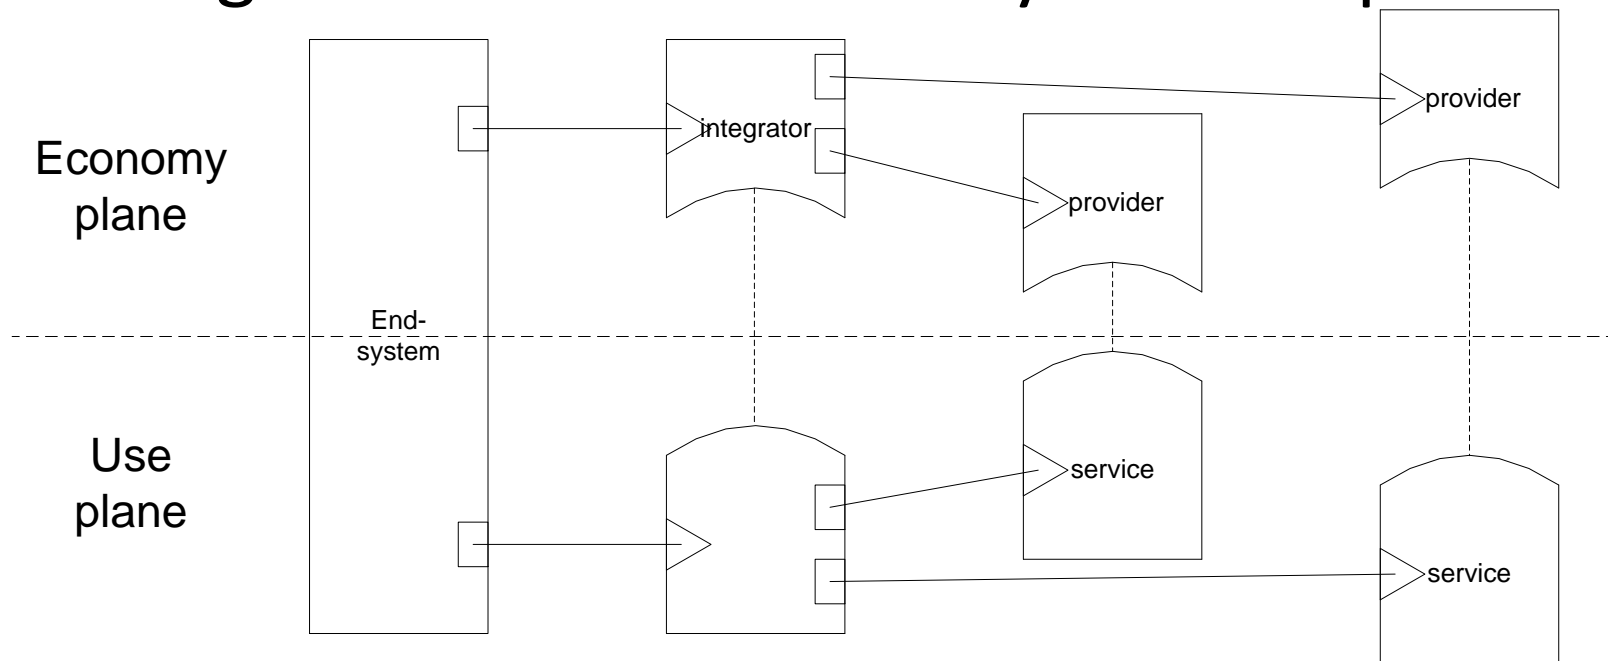 Economy
plane
integrator
provider
provider
End-
system
Use
plane
service
service